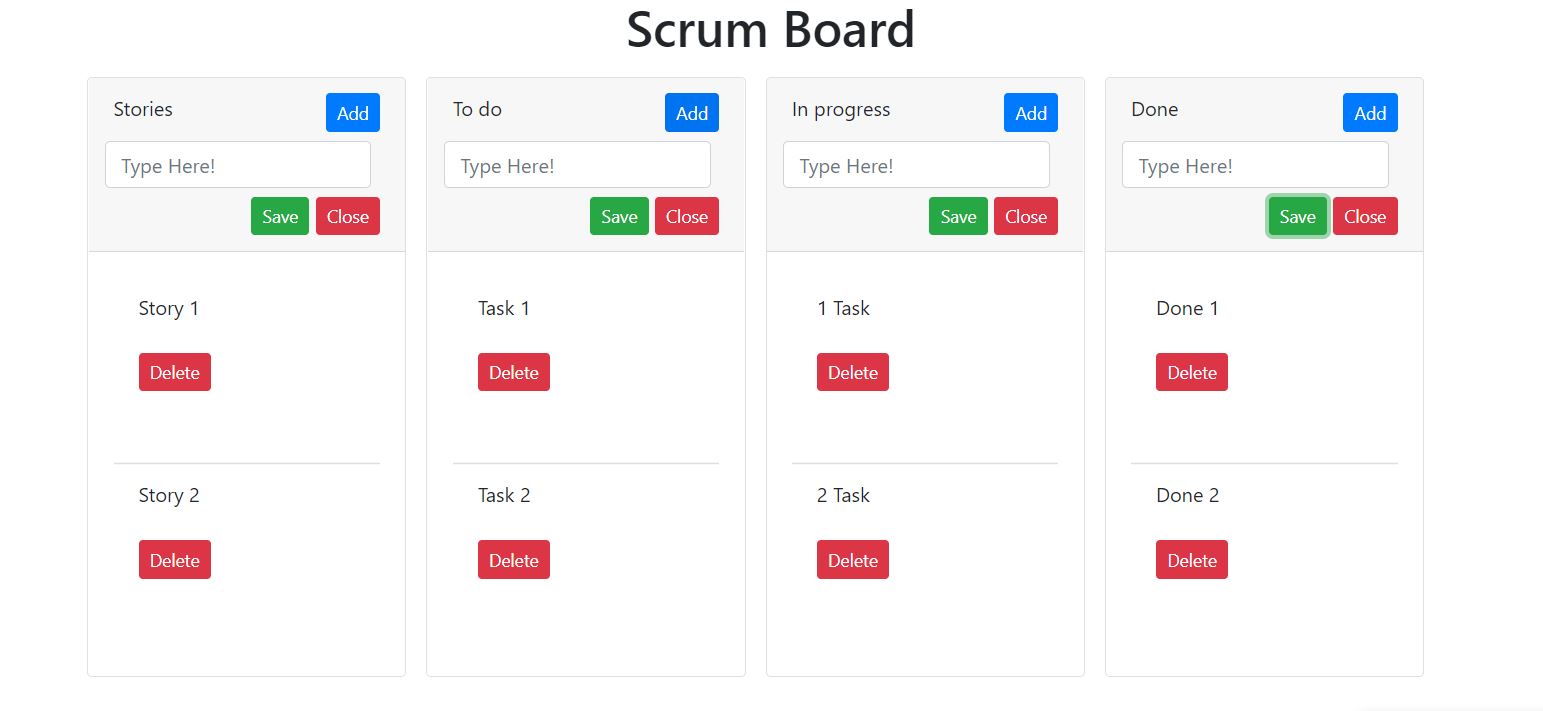 Scrum Board
Stories Add
Type Here!
Save Close
Story 1
Delete
Story 2
Delete
To do Add
Type Here!
Save Close
Task 1
Delete
Task 2
Delete
In progress Add
Type Here!
Save Close
1 Task
Delete
2 Task
Delete
Done Add
Type Here!
Save Close
Done 1
Delete
Done 2
Delete